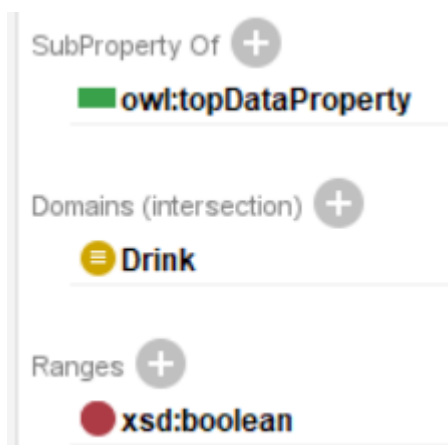 SubProperty Of
owl:topDataProperty
Domains (intersection)
Drink
Ranges
xsd:boolean